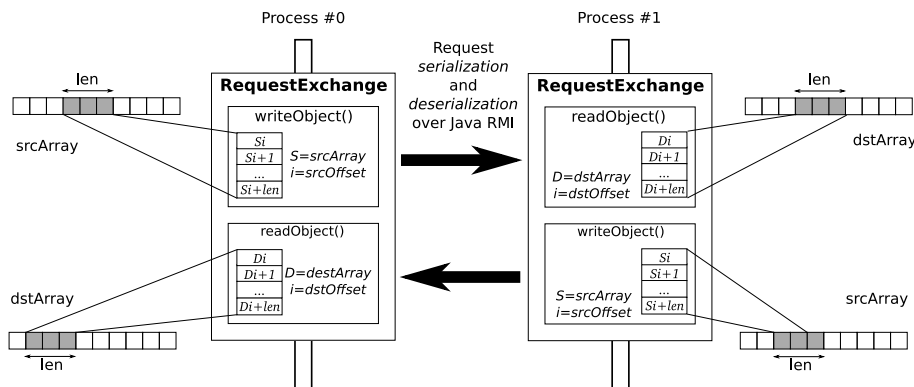 Process #0
Process #1
Request
serialization
and
deserialization
over Java RMI
len
srcArray
RequestExchange
writeObject()
Si
Si+1
...
Si+len
S=srcArray
i=srcOffset
readObject()
Di
Di+1
...
Di+len
D=destArray
i=dstOffset
dstArray
len
RequestExchange
readObject()
Di
Di+1
...
Di+len
D=dstArray
i=dstOffset
len
dstArray
writeObject()
Si
Si+1
...
Si+len
S=srcArray
i=srcOffset
srcArray
len